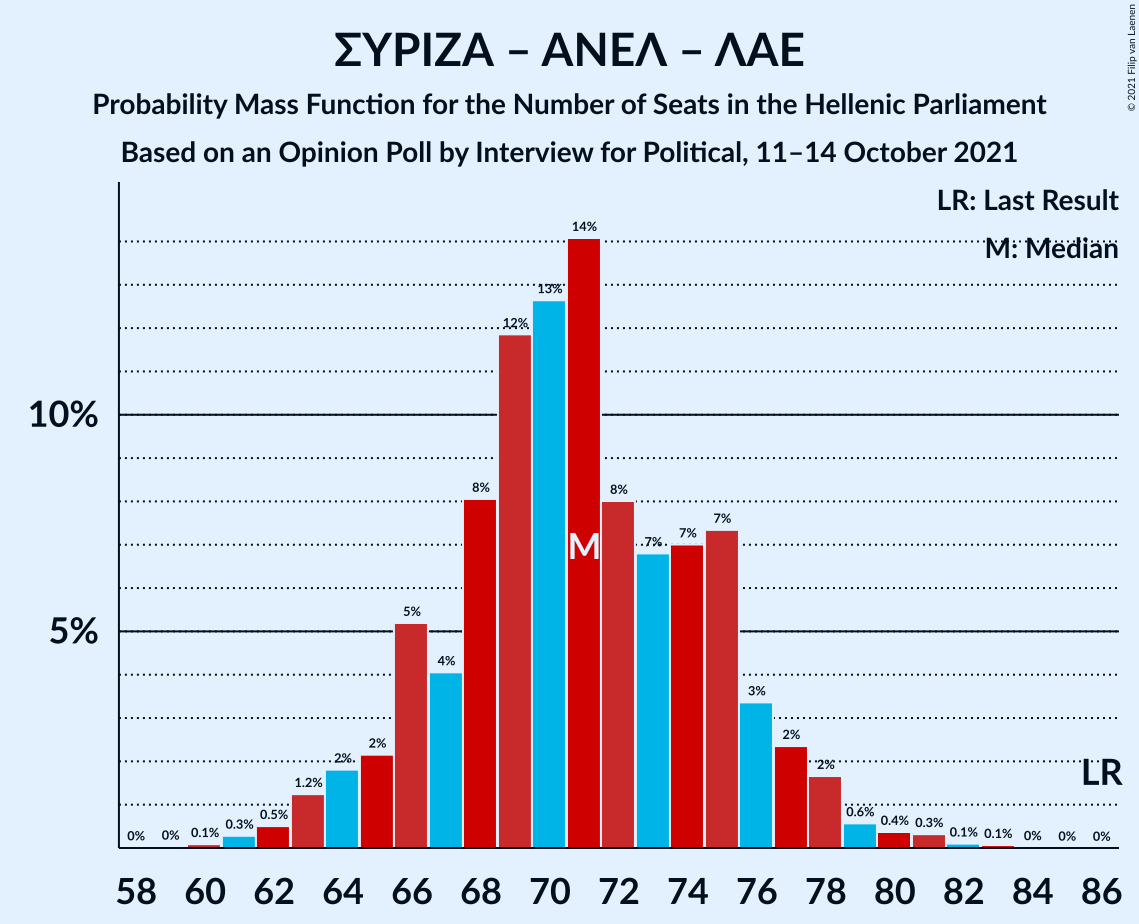 ΣΥΡΙΖΑ – ΑΝΕΛ – ΛΑΕ
Probability Mass Function for the Number of Seats in the Hellenic Parliament
Based on an Opinion Poll by Interview for Political, 11–14 October 2021
© 2021 Filip van Laenen
LR: Last Result
M: Median
10%
5%
0% 0% 0.1% 0.3% 0.5% 1.2% 2% 2% 5% 4% 8% 12% 13% 14% 8% 7% 7% 7% 3% 2% 2% 0.6% 0.4% 0.3% 0.1% 0.1% 0% 0% 0%
M
LR
58 60 62 64 66 68 70 72 74 76 78 80 82 84 86